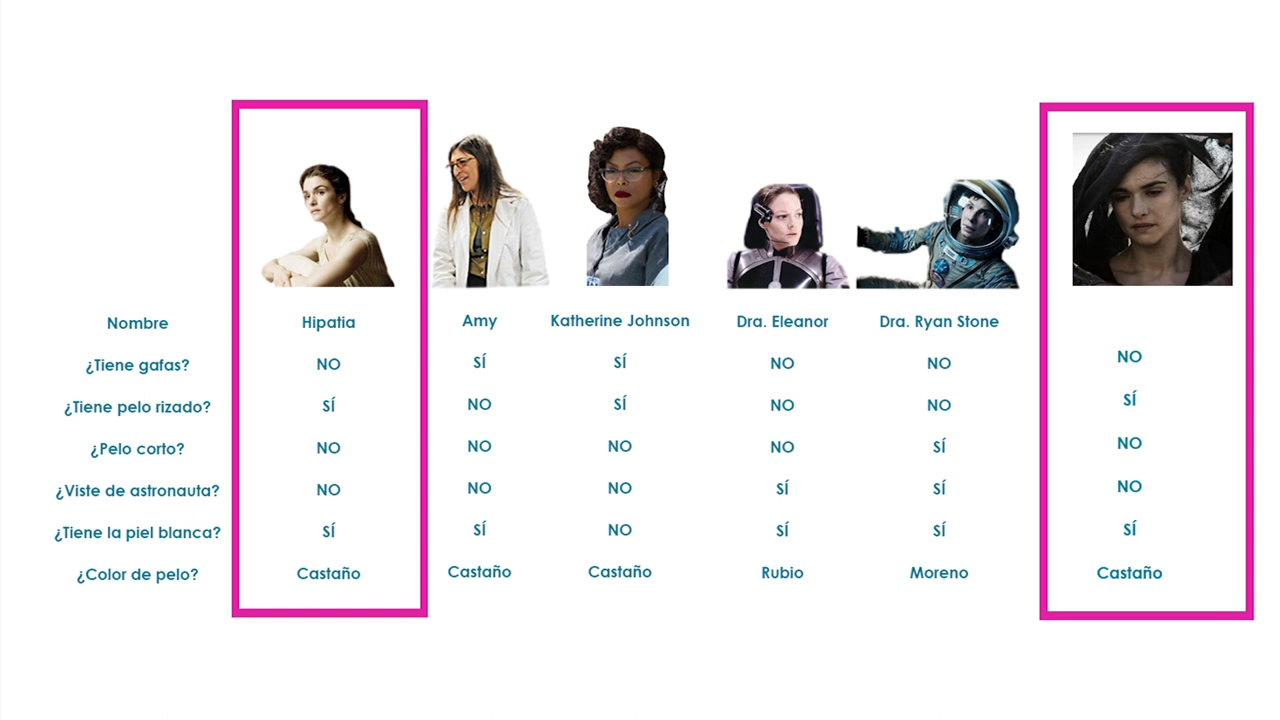 Nombre Hipatia Amy Katherine Johnson Dra. Eleanor Dra. Ryan Stone
¿Tiene gafas? NO SÍ SÍ NO NO NO
¿Tiene pelo rizado? SÍ NO SÍ NO NO SÍ
¿Pelo corto? NO NO NO NO SÍ NO
¿Viste de astronauta? NO NO NO SÍ SÍ NO
¿Tiene la piel blanca? SÍ SÍ NO SÍ SÍ SÍ
¿Color de pelo? Castaño Castaño Castaño Rubio Moreno Castaño